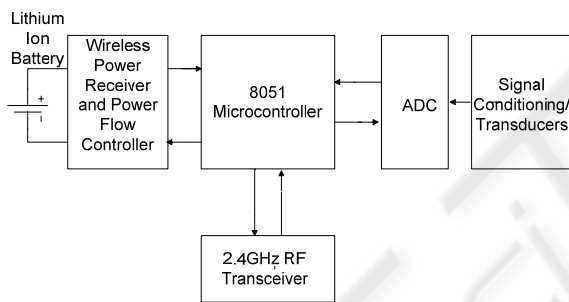 Lithium
Ion
Battery
+
Wireless
Power
Receiver
and Power
Flow
Controller
8051
Microcontroller
ADC
Signal
Conditioning/
Transducers
2.4GHz RF
Transceiver